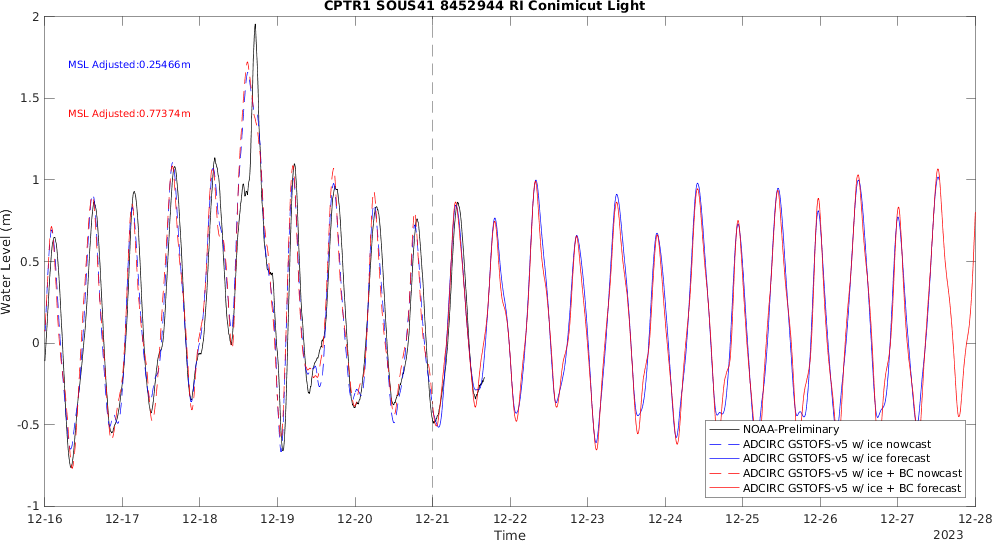 CPTR1 SOUS41 8452944 RI Conimicut Light
MSL Adjusted:0.25466m
MSL Adjusted:0.77374m
Water Level (m)
2
1.5
1
0.5
0
-0.5
-1
12-16
12-17
12-18
12-19
12-20
12-21
12-22
12-23
12-24
12-25
12-26
12-27
12-28
Time
2023
NOAA-Preliminary
ADCIRC GSTOFS-v5 w/ ice nowcast
ADCIRC GSTOFS-v5 w/ ice forecast
ADCIRC GSTOFS-v5 w/ ice + BC nowcast
ADCIRC GSTOFS-v5 w/ ice + BC forecast